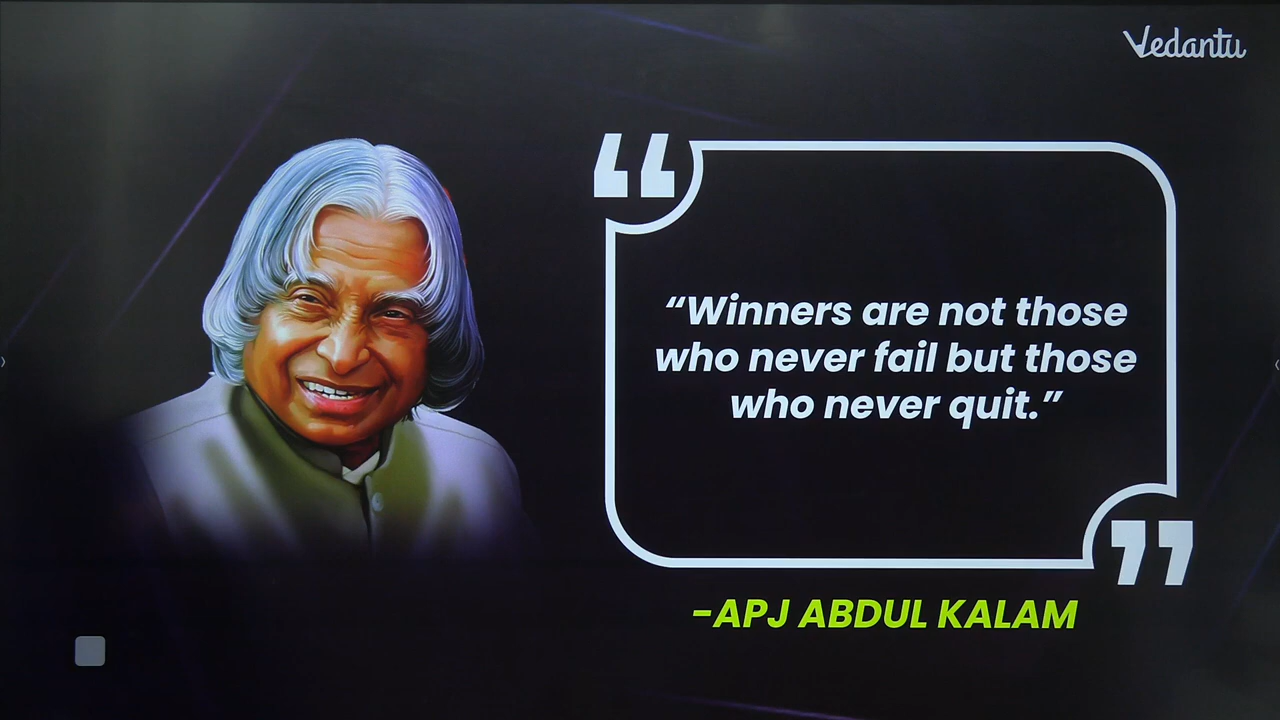 Vedantu
“Winners are not those
who never fail but those
who never quit.”
-APJ ABDUL KALAM